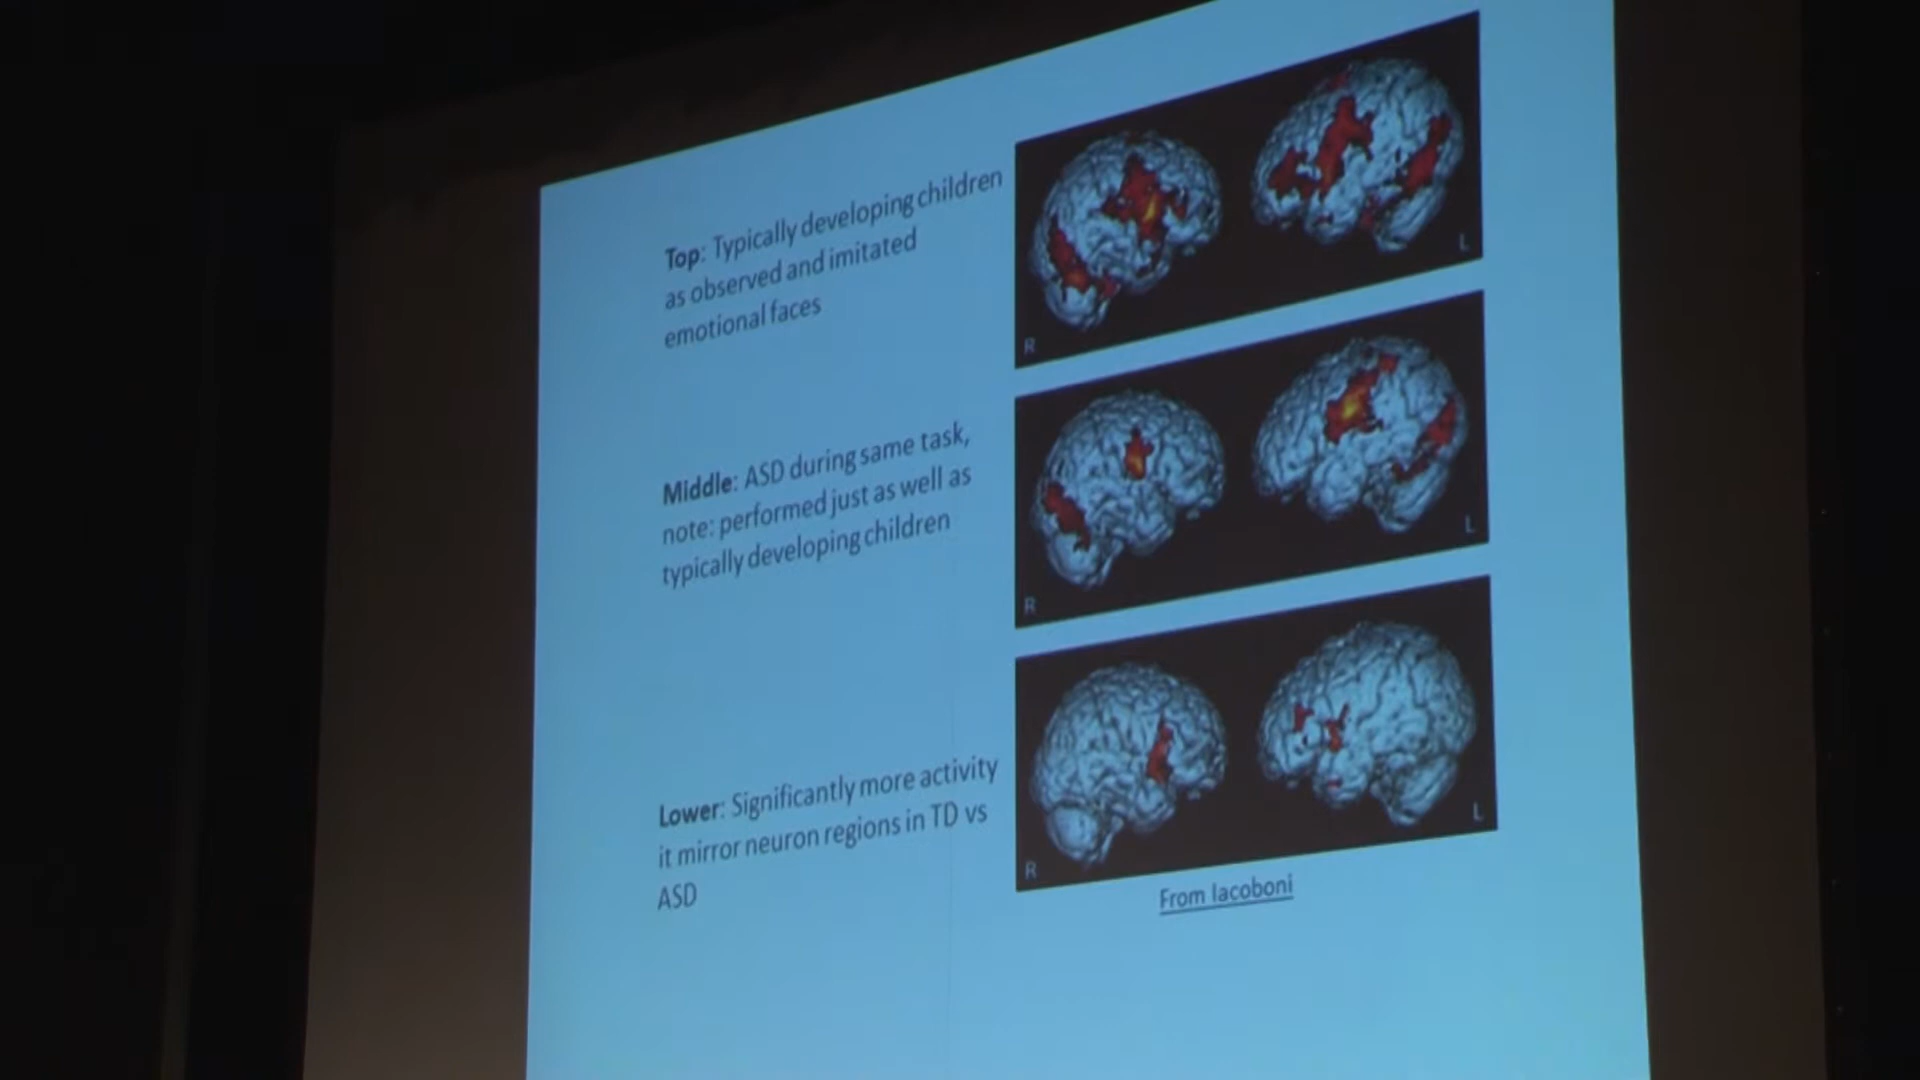 Top: Typically developing children
as observed and imitated
emotional faces
R
L
Middle: ASD during same task,
note: performed just as well as
typically developing children
R
L
Lower: Significantly more activity
it mirror neuron regions in TD vs
ASD
R
L
From Iacoboni